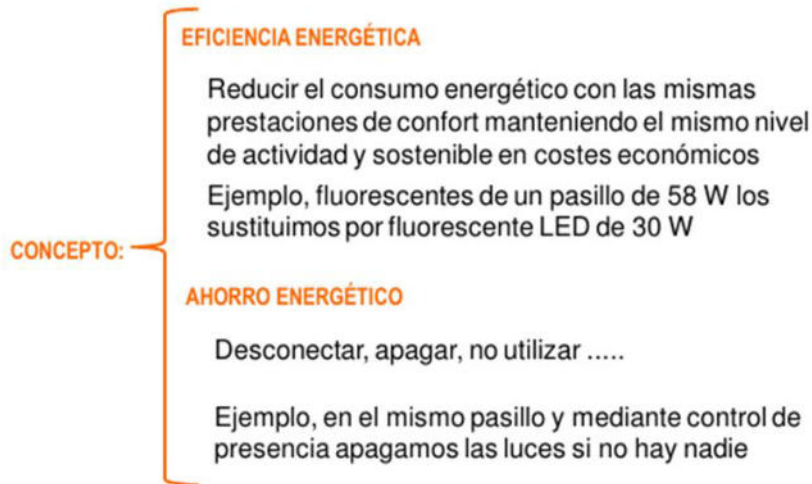 EFICIENCIA ENERGÉTICA
Reducir el consumo energético con las mismas
prestaciones de confort manteniendo el mismo nivel
de actividad y sostenible en costes económicos
Ejemplo, fluorescentes de un pasillo de 58 W los
sustituimos por fluorescente LED de 30 W
CONCEPTO:
AHORRO ENERGÉTICO
Desconectar, apagar, no utilizar .....
Ejemplo, en el mismo pasillo y mediante control de
presencia apagamos las luces si no hay nadie